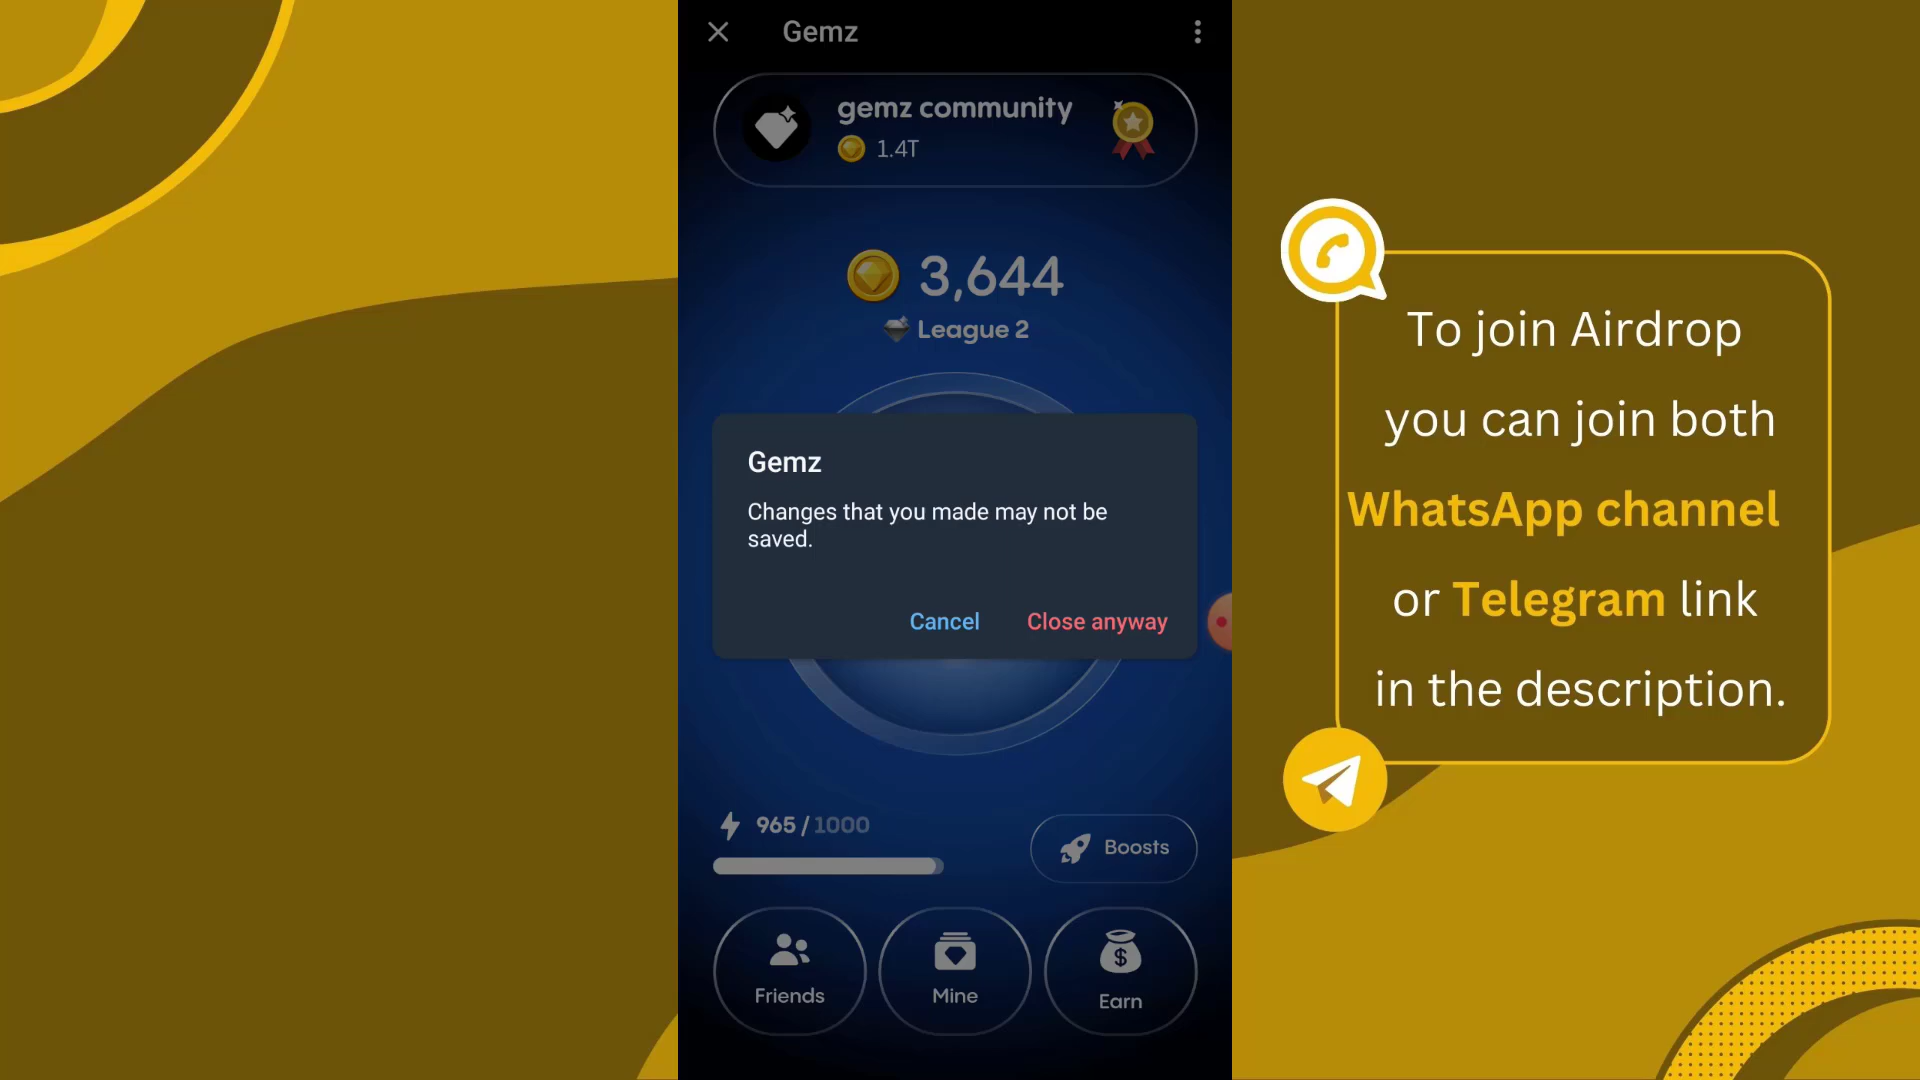 Gemz
gemz community
1.4T
3,644
League 2
Gemz
Changes that you made may not be
saved.
Cancel
Close anyway
965 / 1000
Boosts
Friends
Mine
Earn
To join Airdrop
you can join both
WhatsApp channel
or Telegram link
in the description.